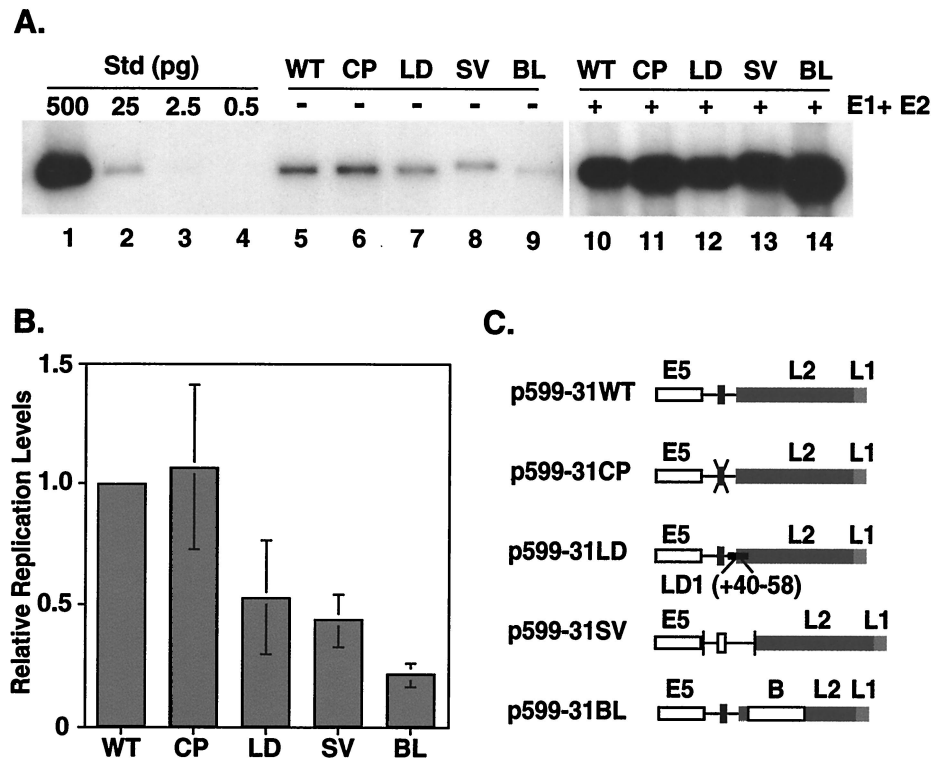 A.
Std (pg) WT CP LD SV BL WT CP LD SV BL
500 25 2.5 0.5 - - - - - + + + + + E1+ E2
1 2 3 4 5 6 7 8 9 10 11 12 13 14
B.
Relative Replication Levels
1.5
1.0
0.5
0
WT CP LD SV BL
C.
E5 L2 L1
p599-31WT
E5 L2 L1
p599-31CP
E5 L2 L1
p599-31LD
LD1 (+40-58)
E5 L2 L1
p599-31SV
E5 B L2 L1
p599-31BL